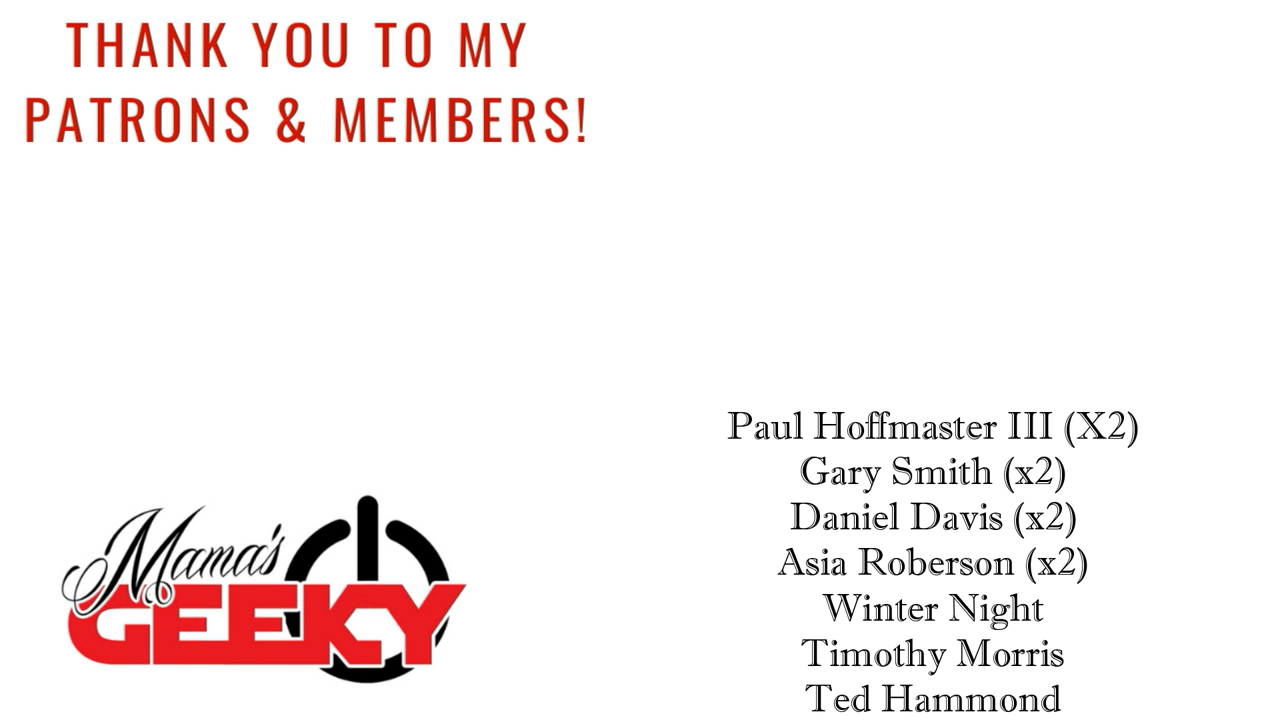 THANK YOU TO MY
PATRONS & MEMBERS!
Paul Hoffmaster III (X2)
Gary Smith (x2)
Daniel Davis (x2)
Asia Roberson (x2)
Winter Night
Timothy Morris
Ted Hammond
Mama's
GEEKY